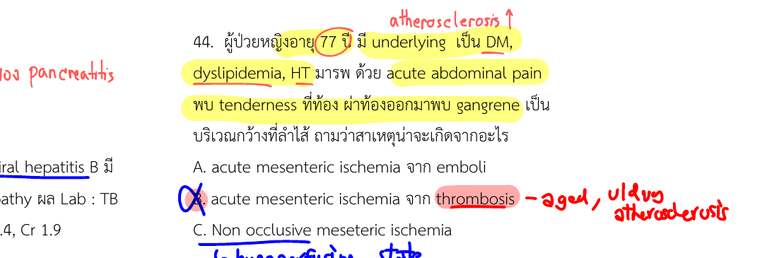 atherosclerosis ↑
44. ผู้ป่วยหญิงอายุ 77 ปี มี underlying เป็น DM,
dyslipidemia, HT มารพ ด้วย acute abdominal pain
พบ tenderness ที่ท้อง ผ่าท้องออกมาพบ gangrene เป็น
บริเวณกว้างที่ลำไส้ ถามว่าสาเหตุน่าจะเกิดจากอะไร
A. acute mesenteric ischemia จาก emboli
B. acute mesenteric ischemia จาก thrombosis – aged, U/D
atherosclerosis
C. Non occlusive meseteric ischemia
pancreatitis
hepatitis B มี
pathy ผล Lab : TB
.4, Cr 1.9